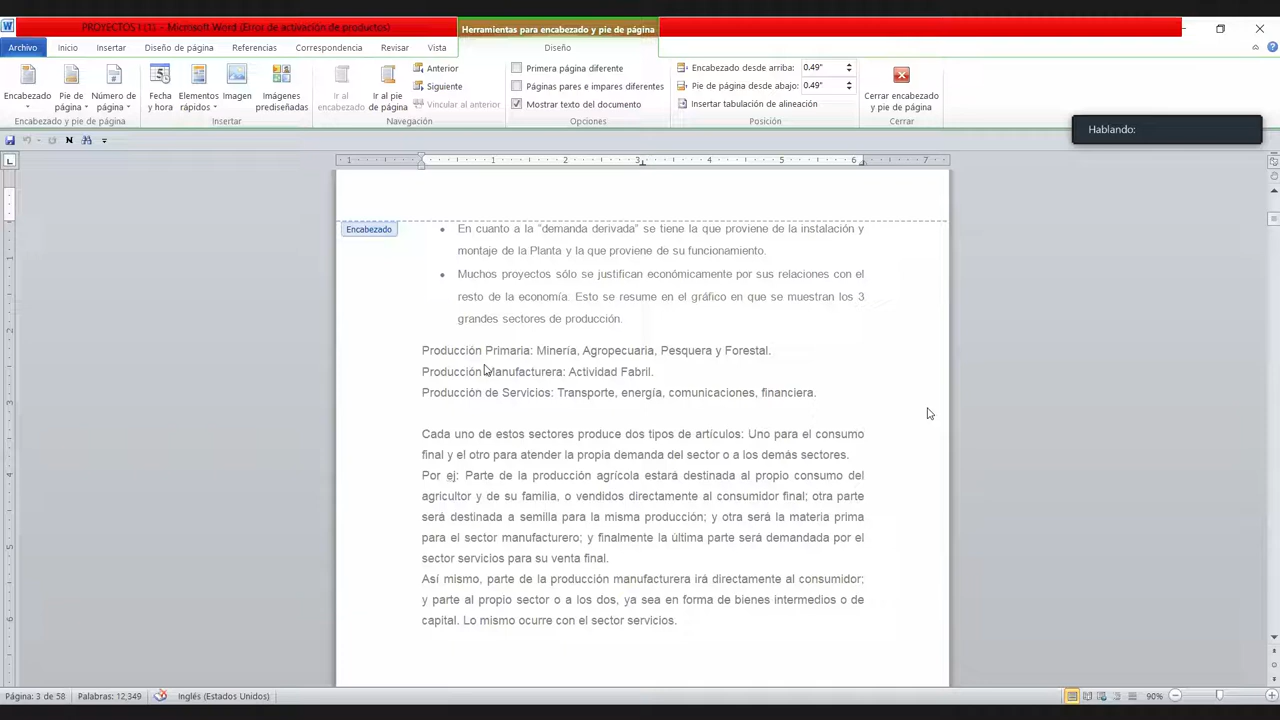 PROYECTOS I (1) - Microsoft Word (Error de activación de productos)
Herramientas para encabezado y pie de página
Archivo Inicio Insertar Diseño de página Referencias Correspondencia Revisar Vista Diseño
Encabezado
Pie de página
Número de página
Encabezado y pie de página
Fecha y hora
Elementos rápidos
Imagen
Imágenes prediseñadas
Insertar
Ir al encabezado
Ir al pie de página
Anterior
Siguiente
Vincular al anterior
Navegación
Primera página diferente
Páginas pares e impares diferentes
Mostrar texto del documento
Opciones
Encabezado desde arriba: 0.49"
Pie de página desde abajo: 0.49"
Insertar tabulación de alineación
Posición
Cerrar encabezado y pie de página
Cerrar
Hablando:
N
L
1 1 2 3 4 5 6 7
Encabezado
• En cuanto a la “demanda derivada” se tiene la que proviene de la instalación y
montaje de la Planta y la que proviene de su funcionamiento.
• Muchos proyectos sólo se justifican económicamente por sus relaciones con el
resto de la economía. Esto se resume en el gráfico en que se muestran los 3
grandes sectores de producción.
Producción Primaria: Minería, Agropecuaria, Pesquera y Forestal.
Producción Manufacturera: Actividad Fabril.
Producción de Servicios: Transporte, energía, comunicaciones, financiera.
Cada uno de estos sectores produce dos tipos de artículos: Uno para el consumo
final y el otro para atender la propia demanda del sector o a los demás sectores.
Por ej: Parte de la producción agrícola estará destinada al propio consumo del
agricultor y de su familia, o vendidos directamente al consumidor final; otra parte
será destinada a semilla para la misma producción; y otra será la materia prima
para el sector manufacturero; y finalmente la última parte será demandada por el
sector servicios para su venta final.
Así mismo, parte de la producción manufacturera irá directamente al consumidor;
y parte al propio sector o a los dos, ya sea en forma de bienes intermedios o de
capital. Lo mismo ocurre con el sector servicios.
1
2
3
4
5
6
Página: 3 de 58 Palabras: 12,349 Inglés (Estados Unidos) 90%